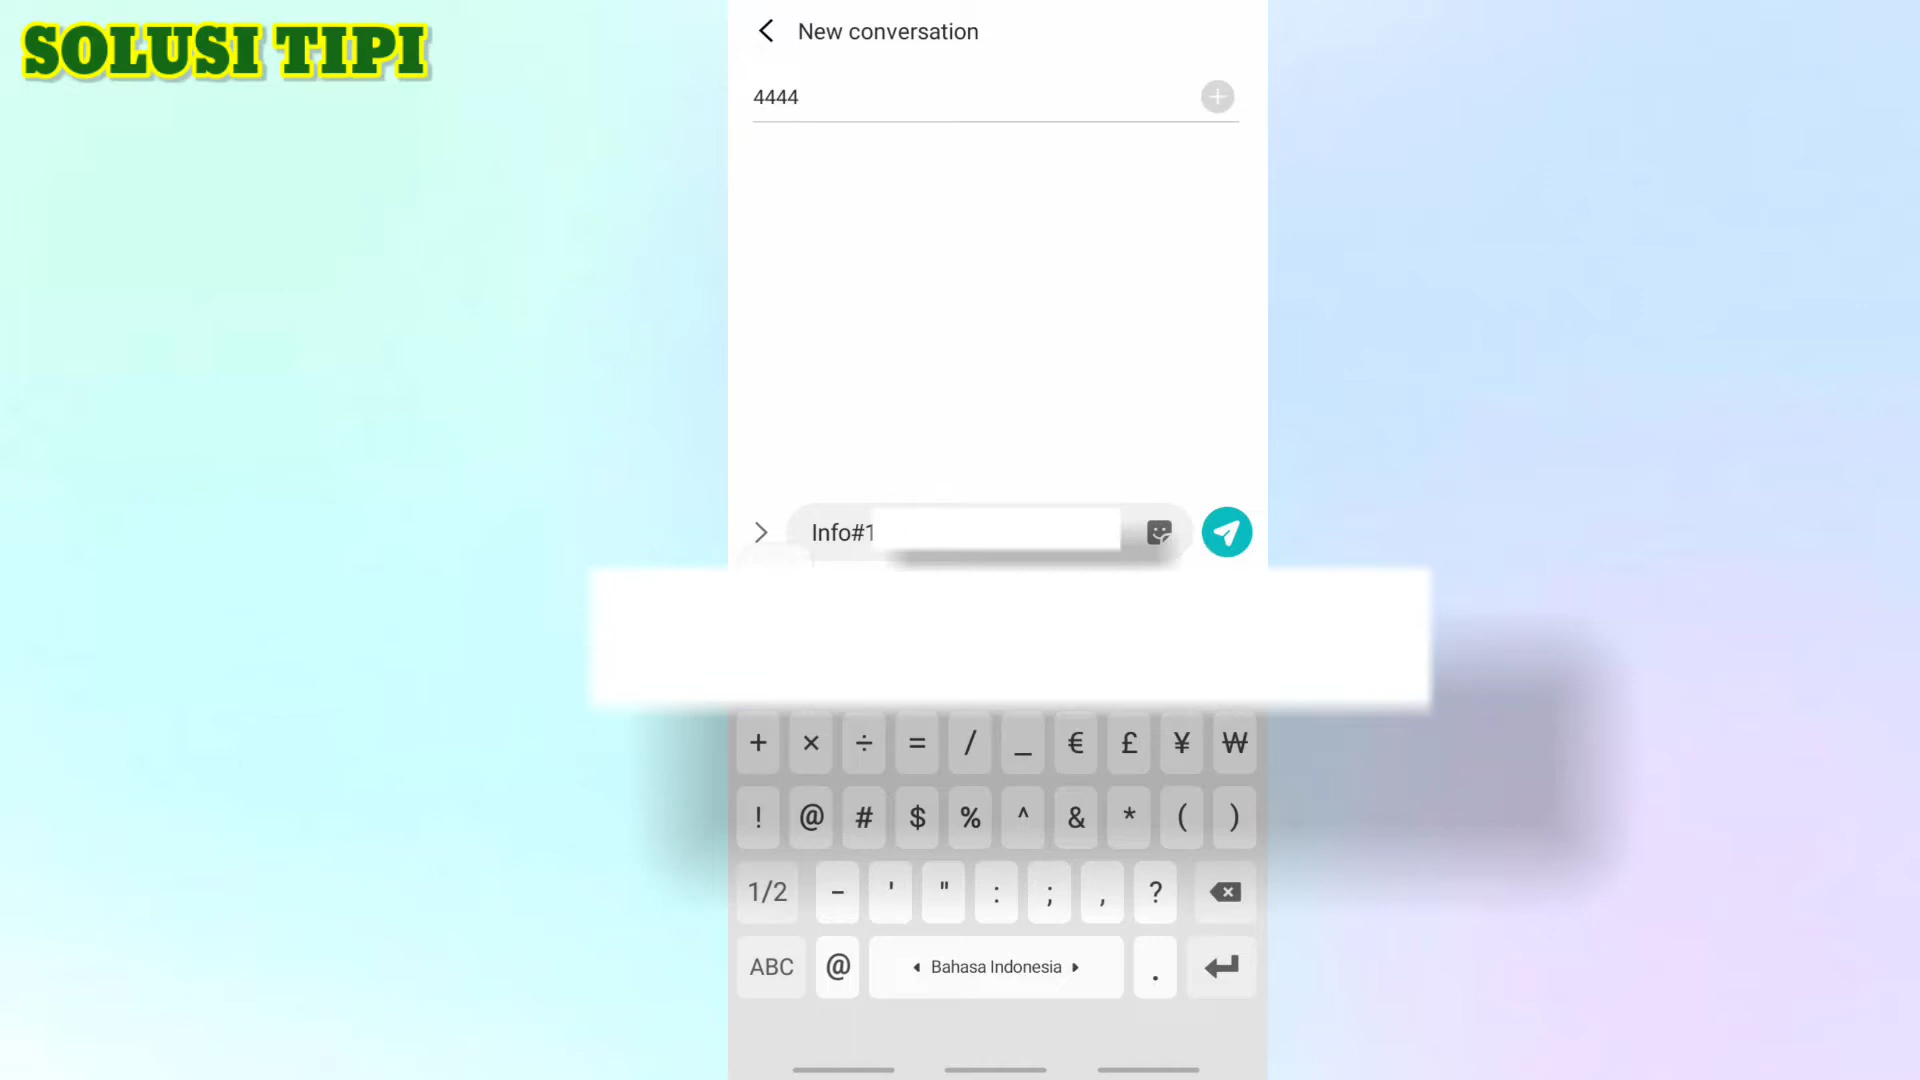 SOLUSI TIPI
New conversation
4444
Info#1
+ × ÷ = / _ € £ ¥ ₩
! @ # $ % ^ & * ( )
1/2 - ' " : ; , ?
ABC @ Bahasa Indonesia .